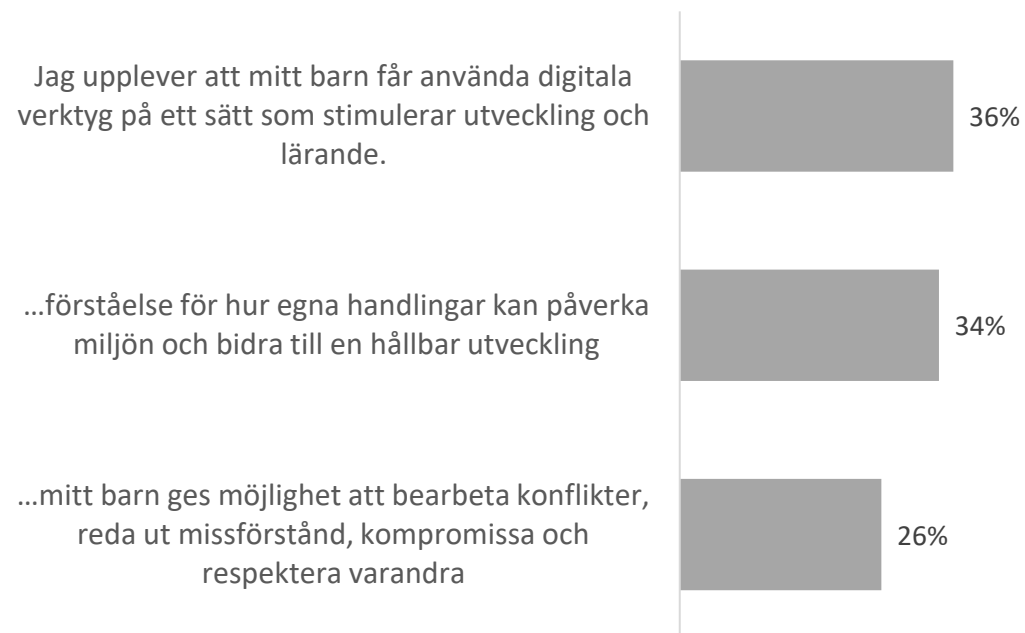 Jag upplever att mitt barn får använda digitala
verktyg på ett sätt som stimulerar utveckling och
lärande.
36%
...förståelse för hur egna handlingar kan påverka
miljön och bidra till en hållbar utveckling
34%
...mitt barn ges möjlighet att bearbeta konflikter,
reda ut missförstånd, kompromissa och
respektera varandra
26%